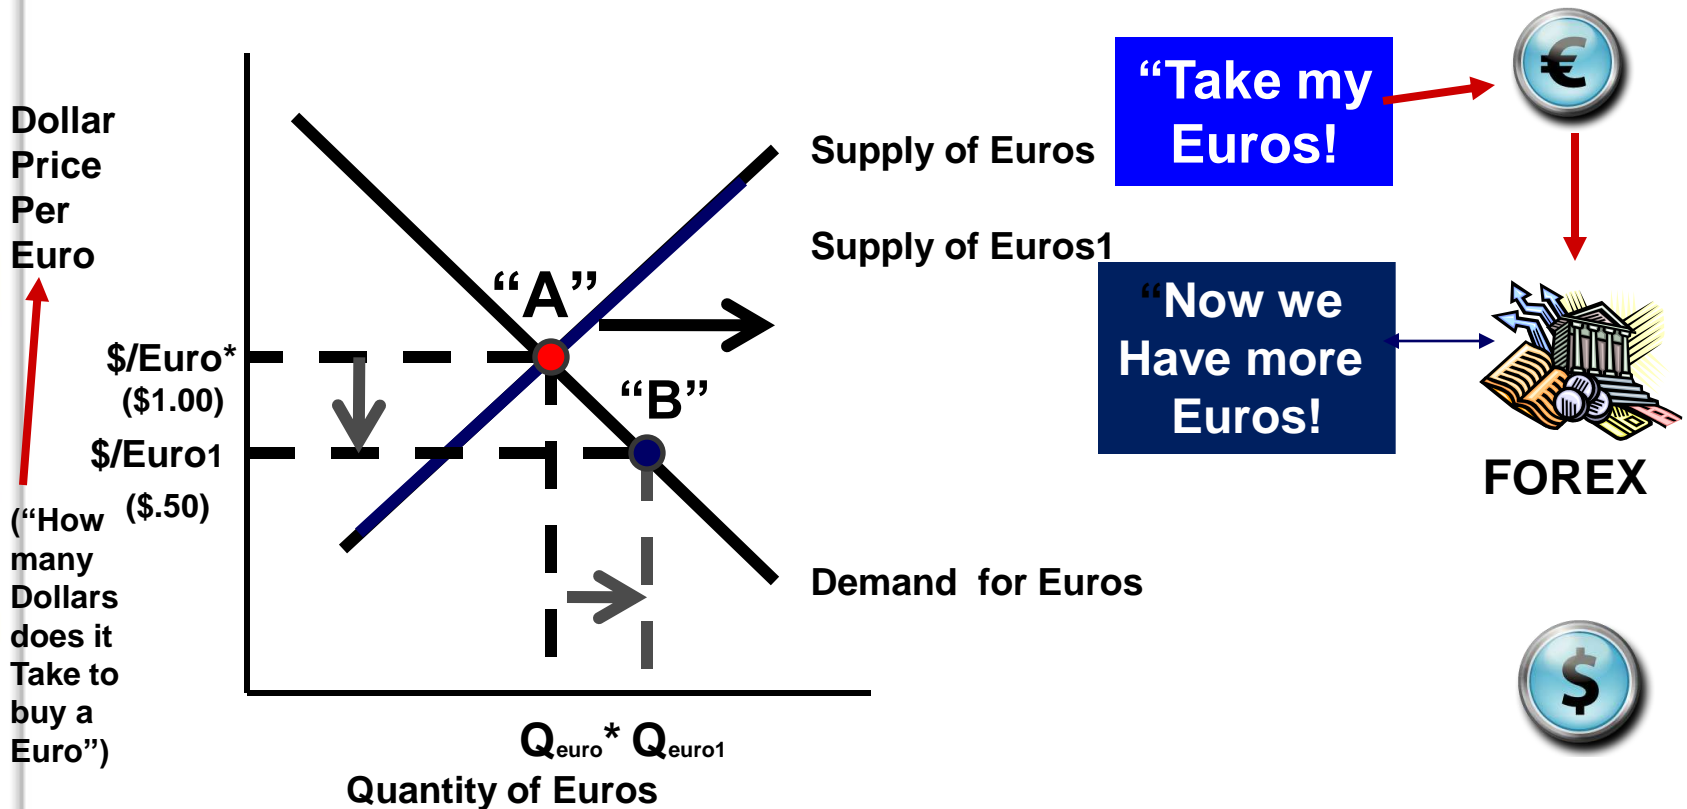 Dollar
Price
Per
Euro
$/Euro*
($1.00)
$/Euro1
($.50)
(“How
many
Dollars
does it
Take to
buy a
Euro”)
“A”
“B”
Supply of Euros
Supply of Euros1
Demand for Euros
Qeuro* Qeuro1
Quantity of Euros
“Take my
Euros!
“Now we
Have more
Euros!
€
FOREX
$